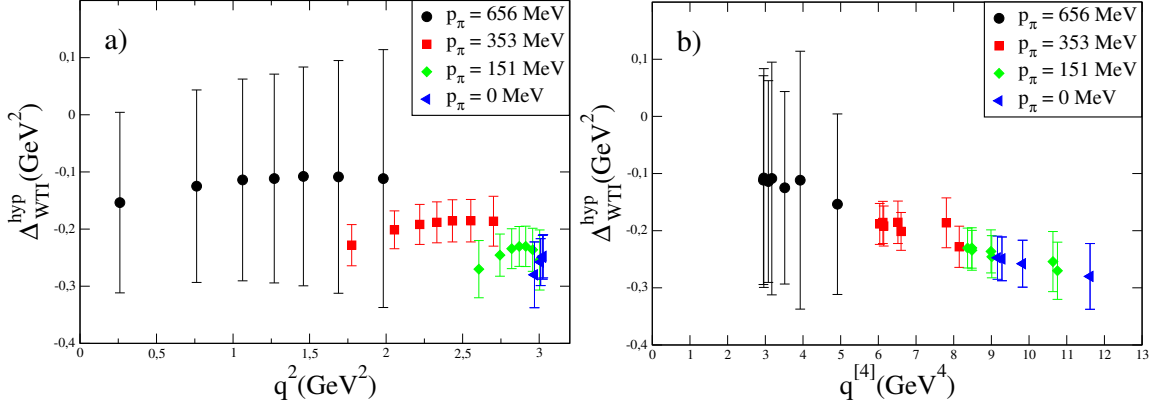 a)
p_π = 656 MeV
p_π = 353 MeV
p_π = 151 MeV
p_π = 0 MeV
Δ_WTI^hyp (GeV^2)
0,1
0
-0,1
-0,2
-0,3
-0,4
0 0,5 1 1,5 2 2,5 3
q^2(GeV^2)
b)
p_π = 656 MeV
p_π = 353 MeV
p_π = 151 MeV
p_π = 0 MeV
Δ_WTI^hyp (GeV^2)
0,1
0
-0,1
-0,2
-0,3
-0,4
0 1 2 3 4 5 6 7 8 9 10 11 12 13
q^[4](GeV^4)